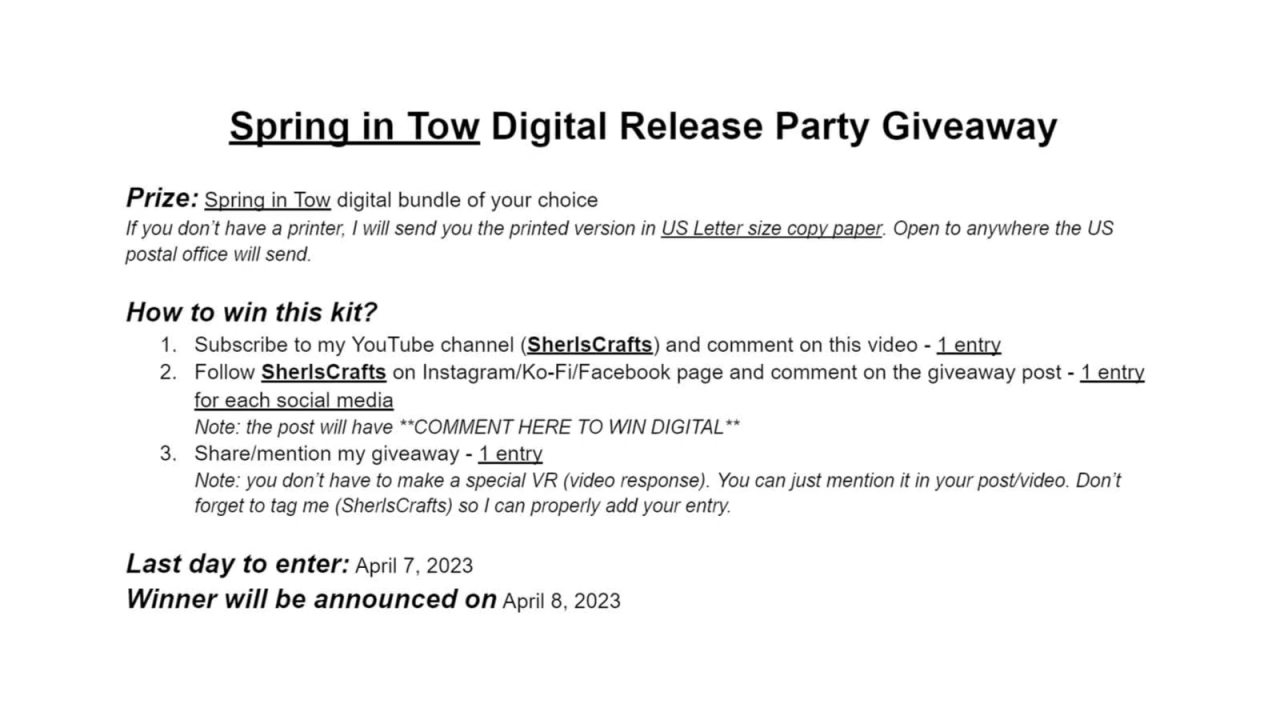 Spring in Tow Digital Release Party Giveaway
Prize: Spring in Tow digital bundle of your choice
If you don't have a printer, I will send you the printed version in US Letter size copy paper. Open to anywhere the US
postal office will send.
How to win this kit?
1. Subscribe to my YouTube channel (SherIsCrafts) and comment on this video - 1 entry
2. Follow SherIsCrafts on Instagram/Ko-Fi/Facebook page and comment on the giveaway post - 1 entry
for each social media
Note: the post will have **COMMENT HERE TO WIN DIGITAL**
3. Share/mention my giveaway - 1 entry
Note: you don't have to make a special VR (video response). You can just mention it in your post/video. Don't
forget to tag me (SherIsCrafts) so I can properly add your entry.
Last day to enter: April 7, 2023
Winner will be announced on April 8, 2023